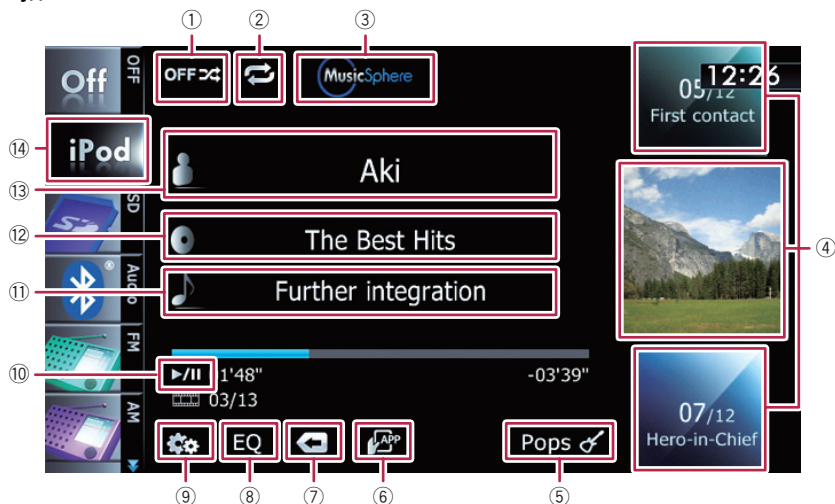 ① ② ③
Off OFF
OFF
MusicSphere
12:26
05/12
First contact
⑭ iPod
⑬ Aki
SD
④
⑫ The Best Hits
Audio
⑪ Further integration
FM
⑩ ►/II 1'48" -03'39"
03/13
AM
07/12
Hero-in-Chief
EQ
APP
Pops
⑨ ⑧ ⑦ ⑥ ⑤